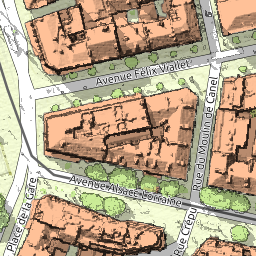 Avenue Félix Viallet
Rue du Moulin de Canel
Avenue Alsace-Lorraine
Place de la Gare
Rue Crépu